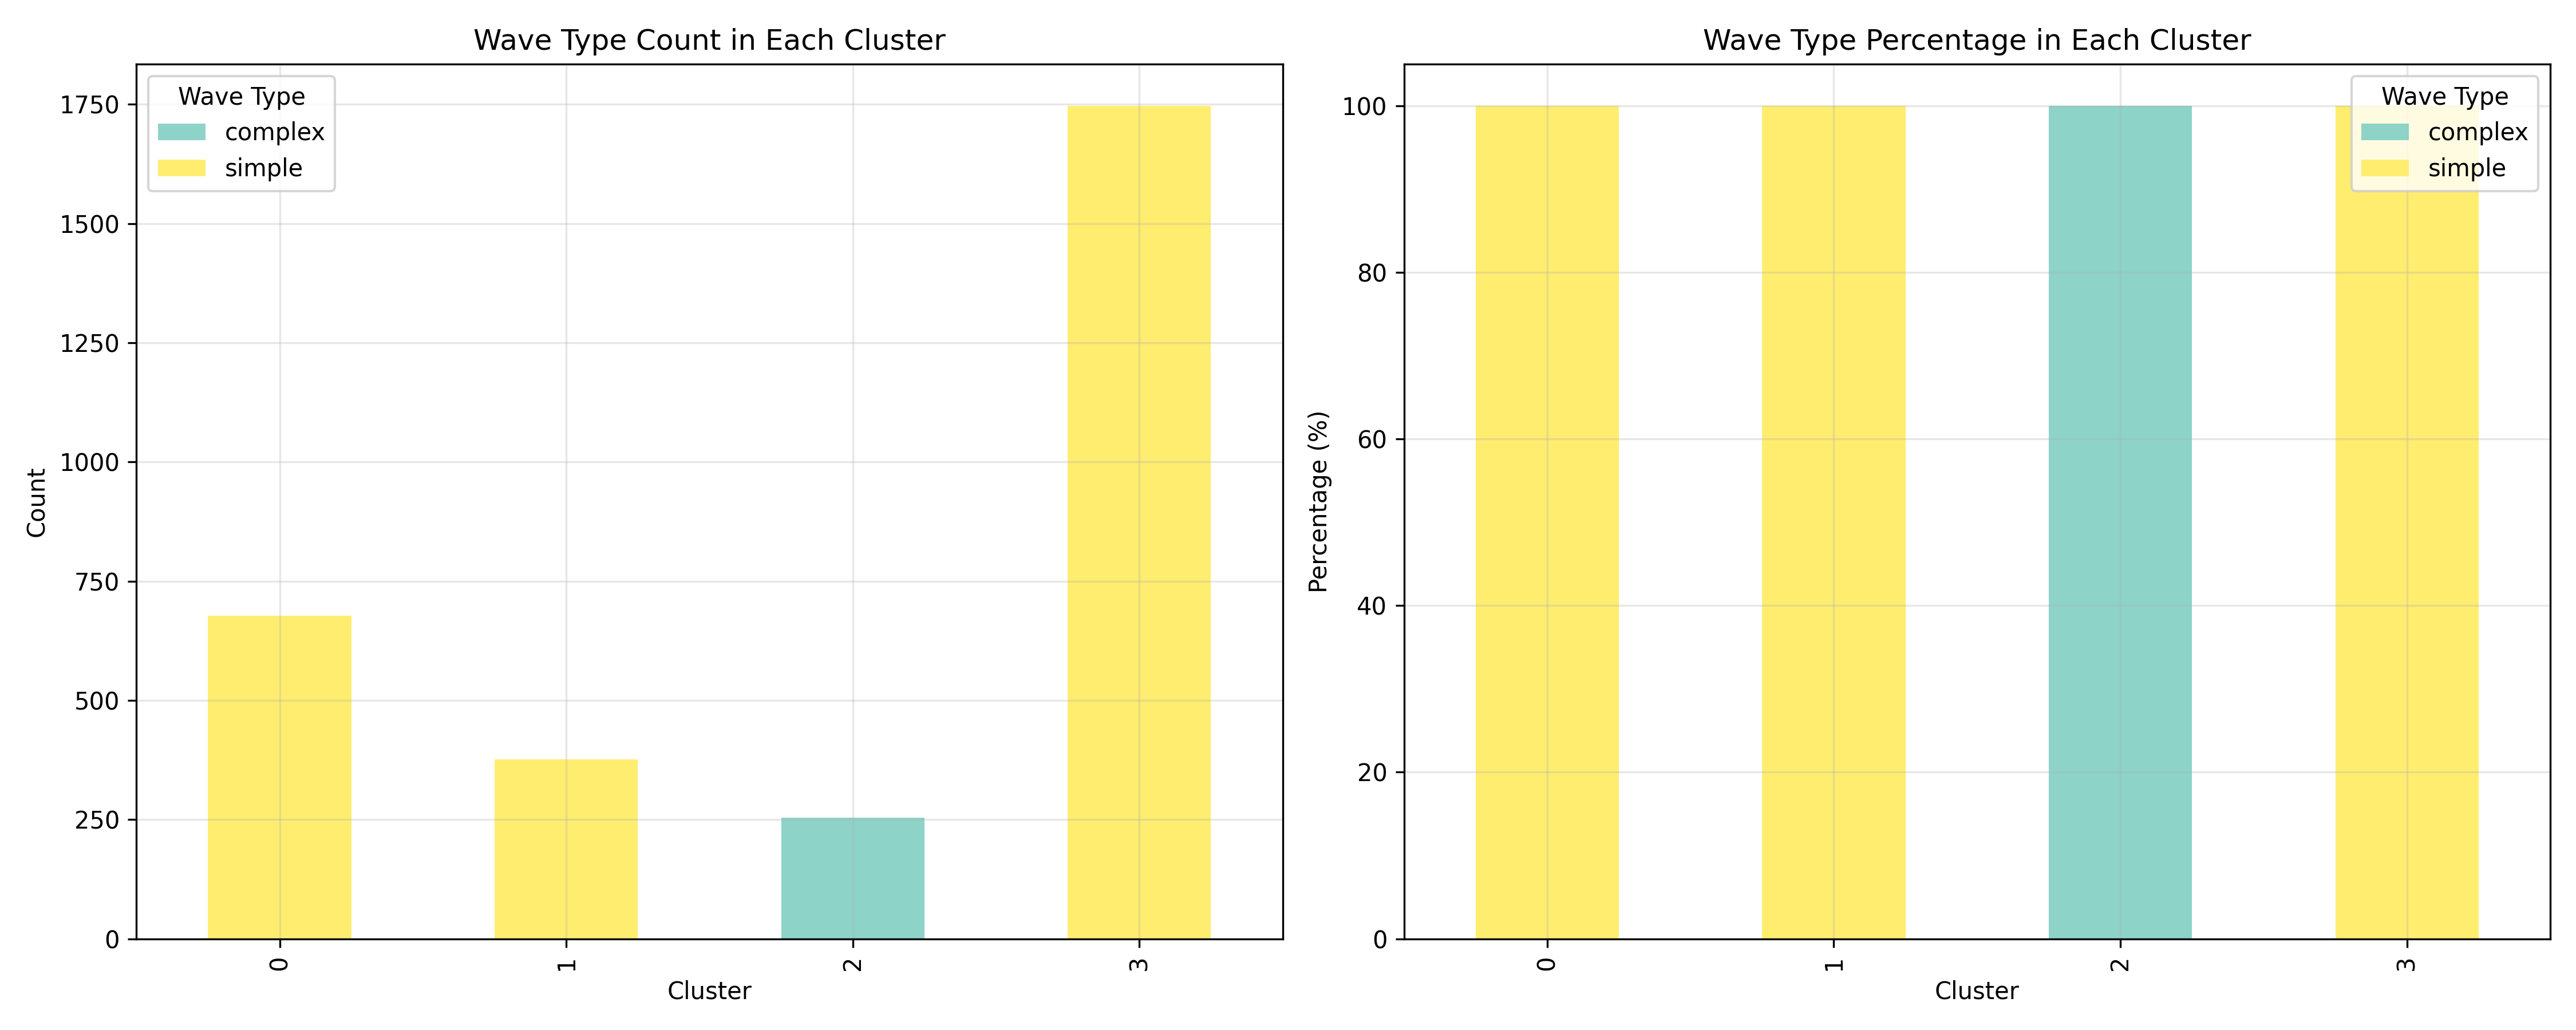 Wave Type Count in Each Cluster
Wave Type
complex
simple
1750
1500
1250
1000
750
500
250
0
Count
0
1
2
3
Cluster
Wave Type Percentage in Each Cluster
Wave Type
complex
simple
100
80
60
40
20
0
Percentage (%)
0
1
2
3
Cluster